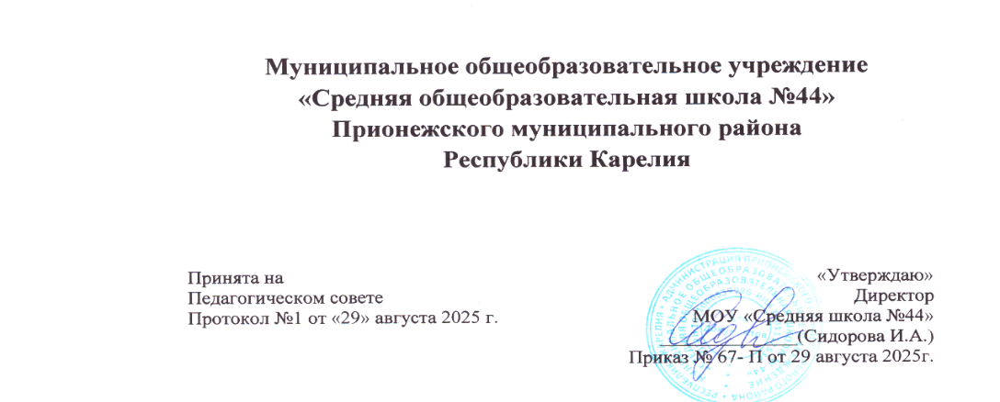 Муниципальное общеобразовательное учреждение
«Средняя общеобразовательная школа №44»
Прионежского муниципального района
Республики Карелия
Принята на
Педагогическом совете
Протокол №1 от «29» августа 2025 г.
«Утверждаю»
Директор
МОУ «Средняя школа №44»
_______________(Сидорова И.А.)
Приказ № 67- П от 29 августа 2025г.